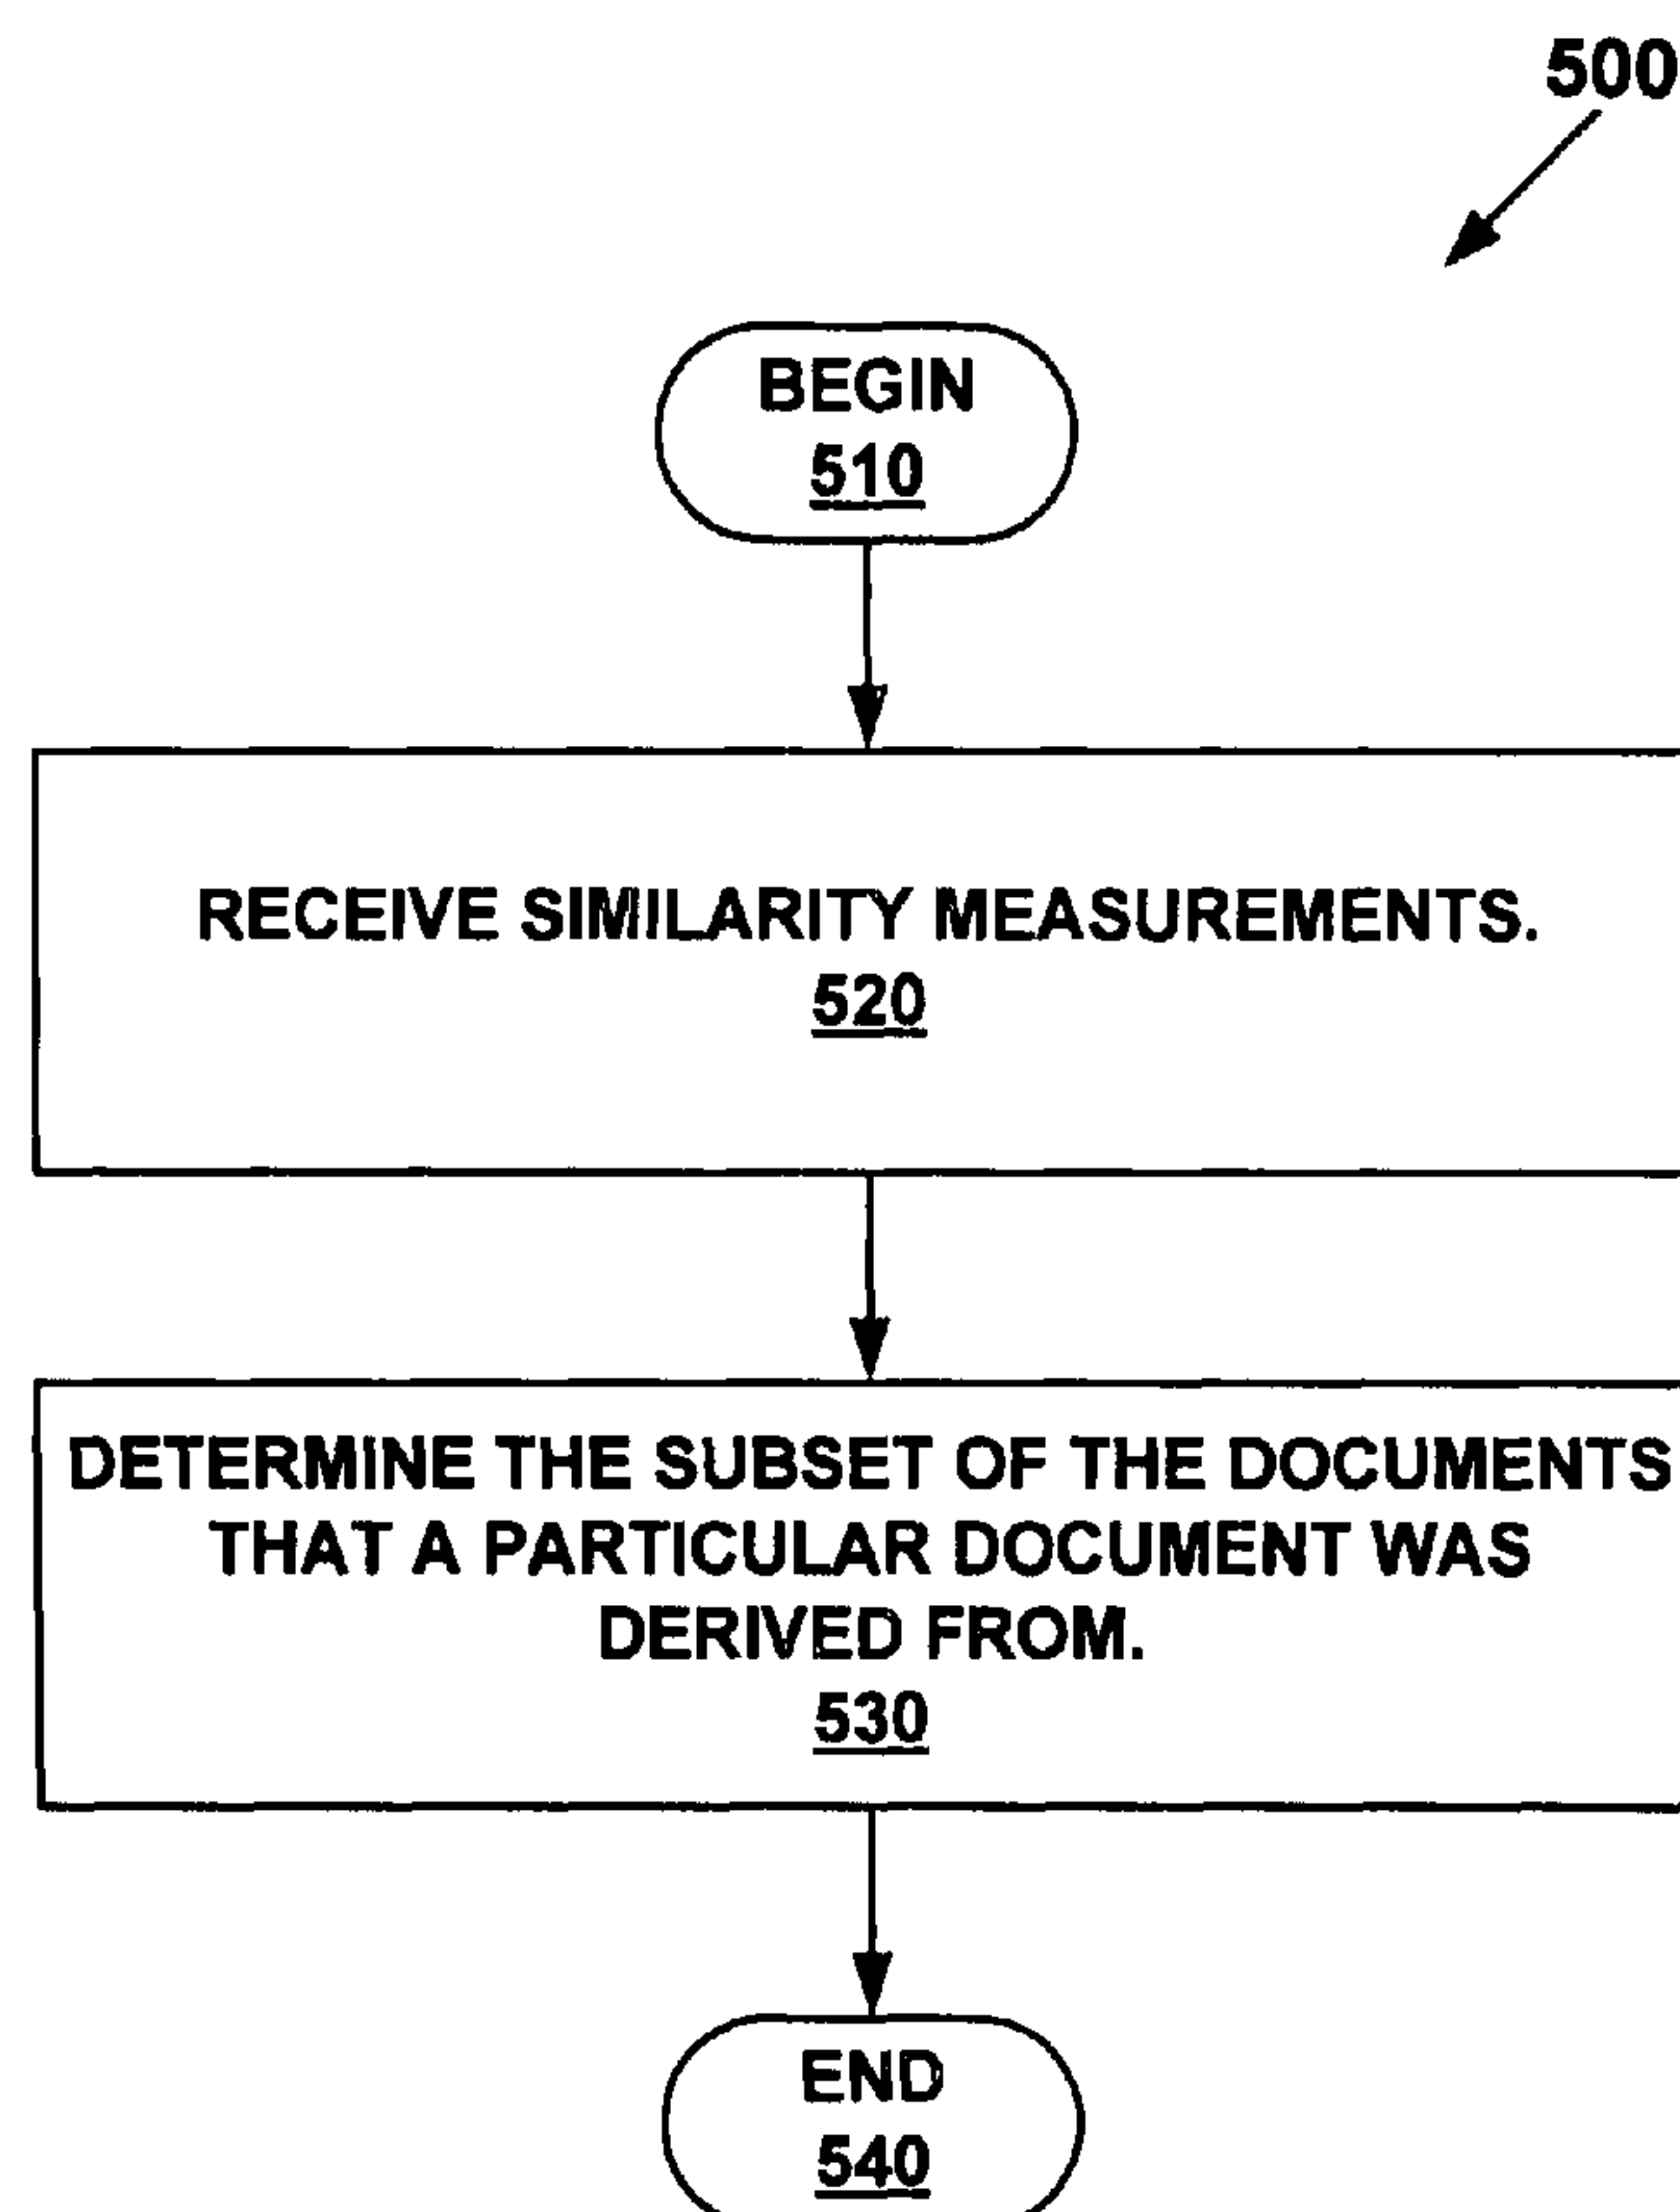 500
BEGIN
510
RECEIVE SIMILARITY MEASUREMENTS.
520
DETERMINE THE SUBSET OF THE DOCUMENTS
THAT A PARTICULAR DOCUMENT WAS
DERIVED FROM.
530
END
540